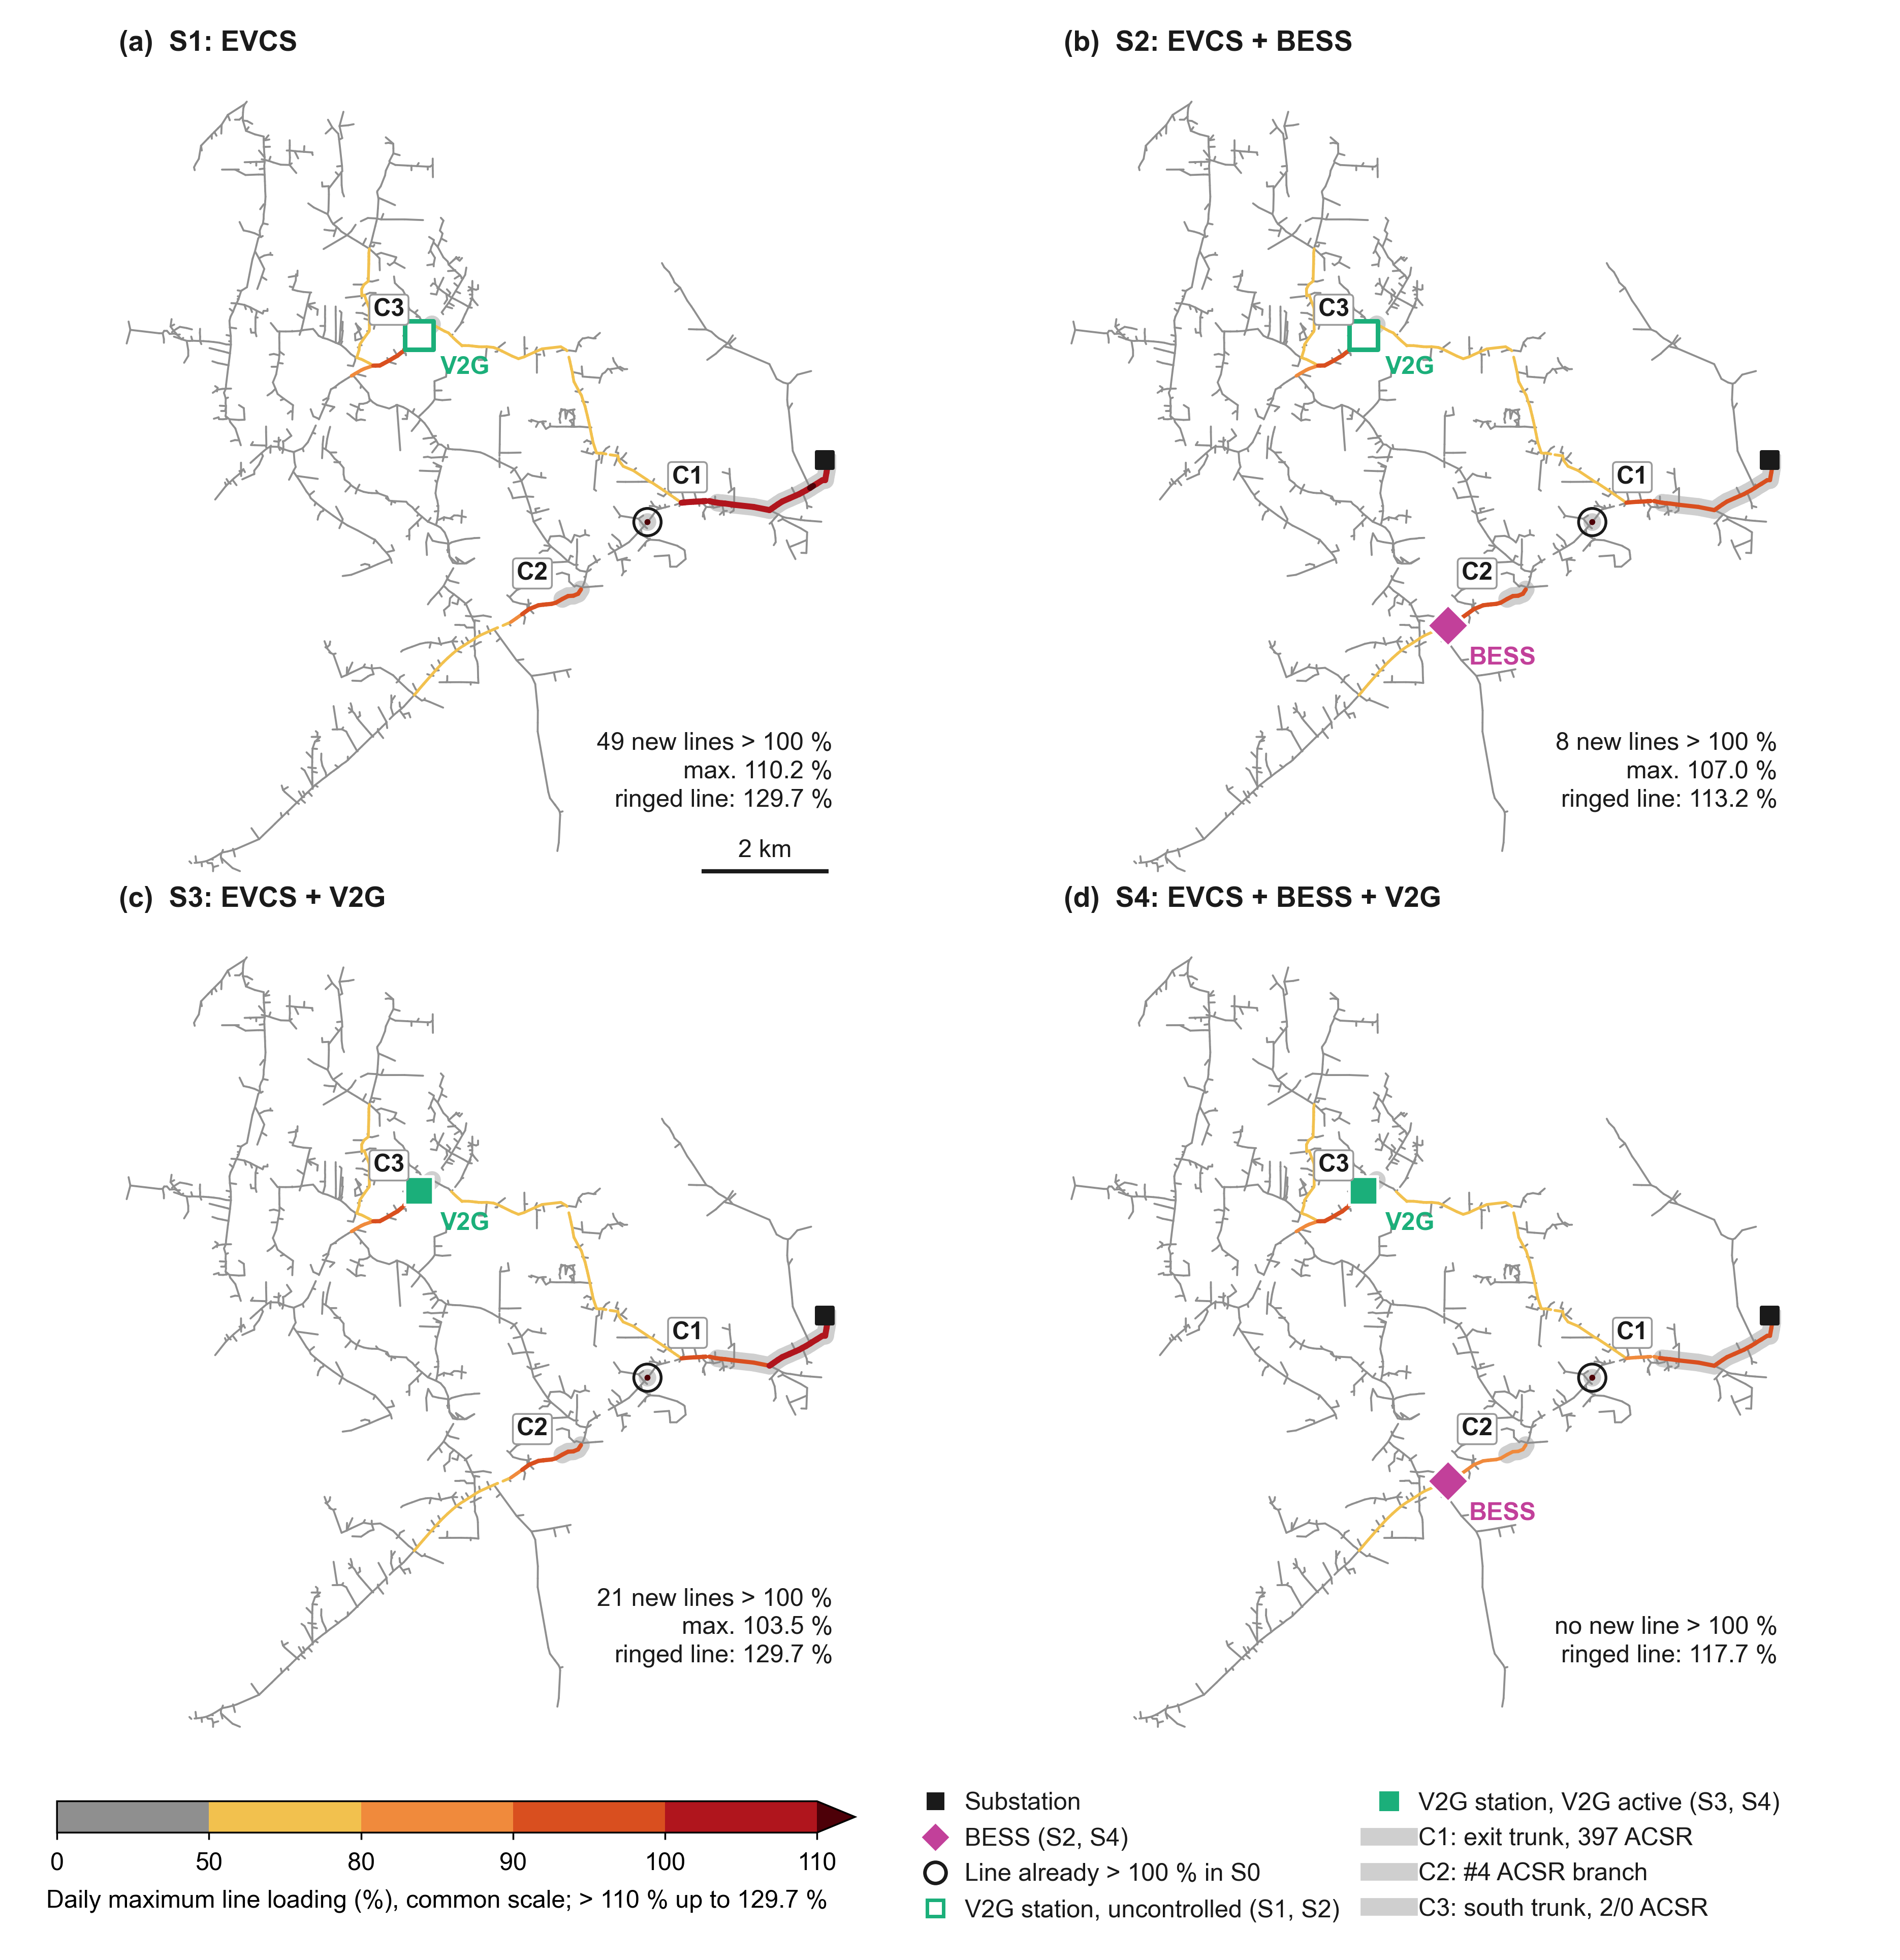 (a) S1: EVCS
(b) S2: EVCS + BESS
C3
V2G
C1
C2
49 new lines > 100 %
max. 110.2 %
ringed line: 129.7 %
2 km
C3
V2G
C1
C2
BESS
8 new lines > 100 %
max. 107.0 %
ringed line: 113.2 %
(c) S3: EVCS + V2G
(d) S4: EVCS + BESS + V2G
C3
V2G
C1
C2
21 new lines > 100 %
max. 103.5 %
ringed line: 129.7 %
C3
V2G
C1
C2
BESS
no new line > 100 %
ringed line: 117.7 %
0 50 80 90 100 110
Daily maximum line loading (%), common scale; > 110 % up to 129.7 %
Substation
BESS (S2, S4)
Line already > 100 % in S0
V2G station, uncontrolled (S1, S2)
V2G station, V2G active (S3, S4)
C1: exit trunk, 397 ACSR
C2: #4 ACSR branch
C3: south trunk, 2/0 ACSR